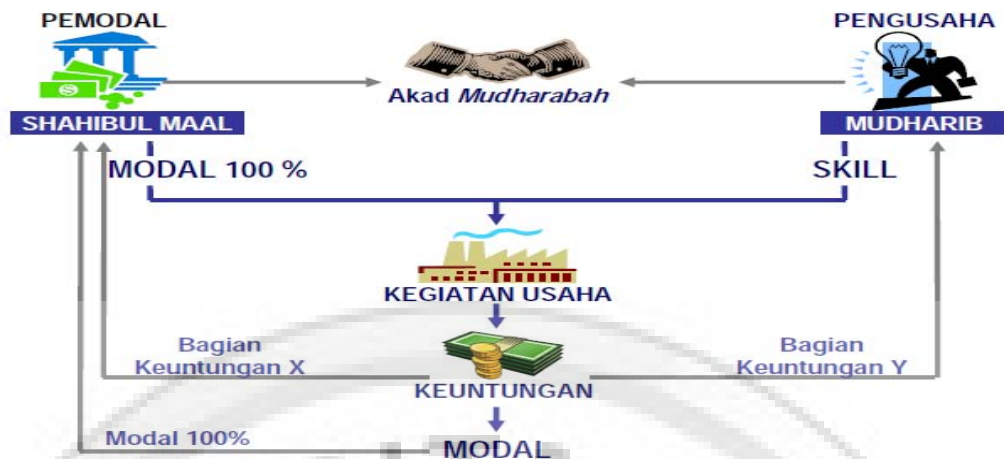 PEMODAL
PENGUSAHA
$
Akad Mudharabah
SHAHIBUL MAAL
MUDHARIB
MODAL 100 %
SKILL
KEGIATAN USAHA
Bagian
Keuntungan X
Bagian
Keuntungan Y
KEUNTUNGAN
Modal 100%
MODAL